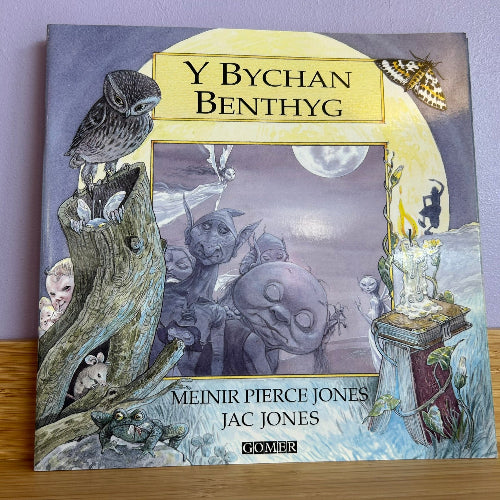 Y BYCHAN
BENTHYG
MEINIR PIERCE JONES
JAC JONES
GOMER